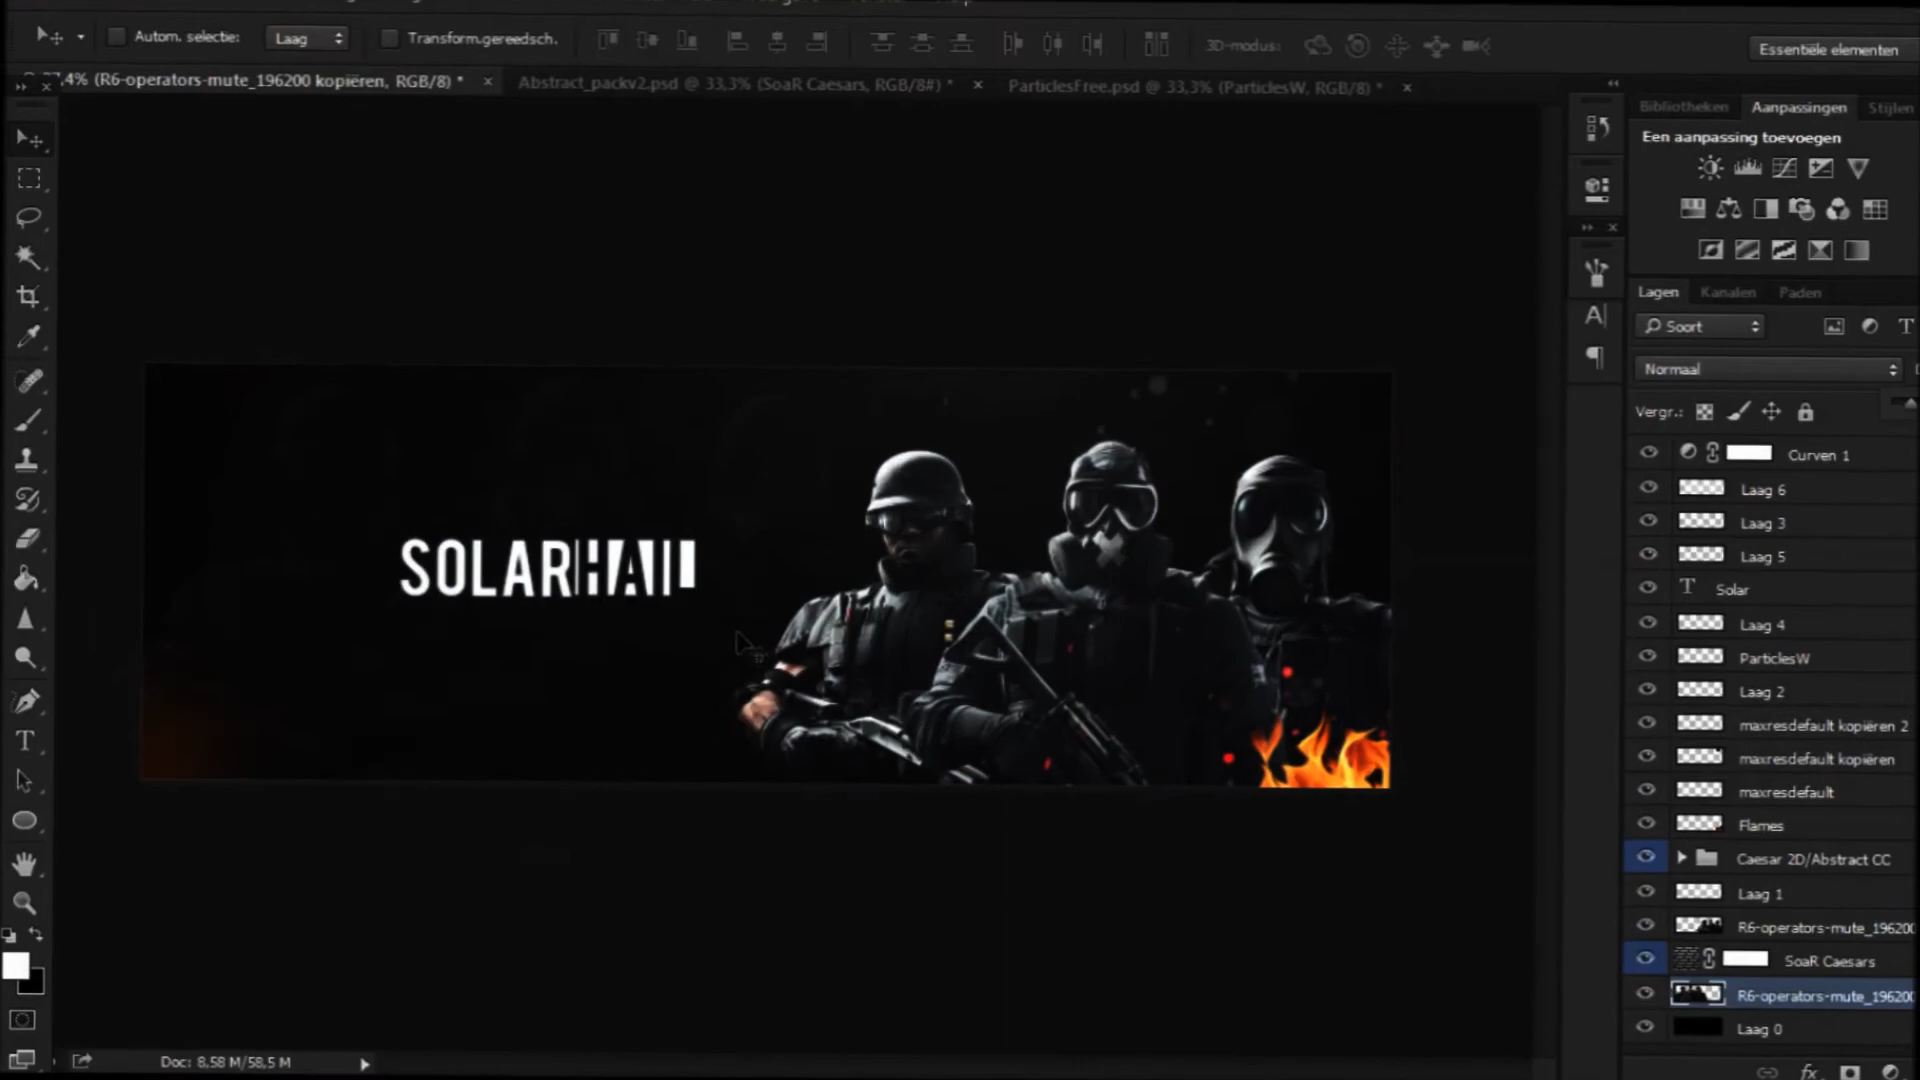 Autom. selectie:
Laag
Transform.gereedsch.
3D-modus:
Essentiële elementen
,4% (R6-operators-mute_196200 kopiëren, RGB/8) *
Abstract_packv2.psd @ 33,3% (SoaR Caesars, RGB/8#) *
ParticlesFree.psd @ 33,3% (ParticlesW, RGB/8) *
Bibliotheken
Aanpassingen
Stijlen
Een aanpassing toevoegen
Lagen
Kanalen
Paden
Soort
Normaal
Vergr.:
Curven 1
Laag 6
Laag 3
Laag 5
Solar
Laag 4
ParticlesW
Laag 2
maxresdefault kopiëren 2
maxresdefault kopiëren
maxresdefault
Flames
Caesar 2D/Abstract CC
Laag 1
R6-operators-mute_196200
SoaR Caesars
R6-operators-mute_196200
Laag 0
SOLAR
Doc: 8,58 M/58,5 M
fx